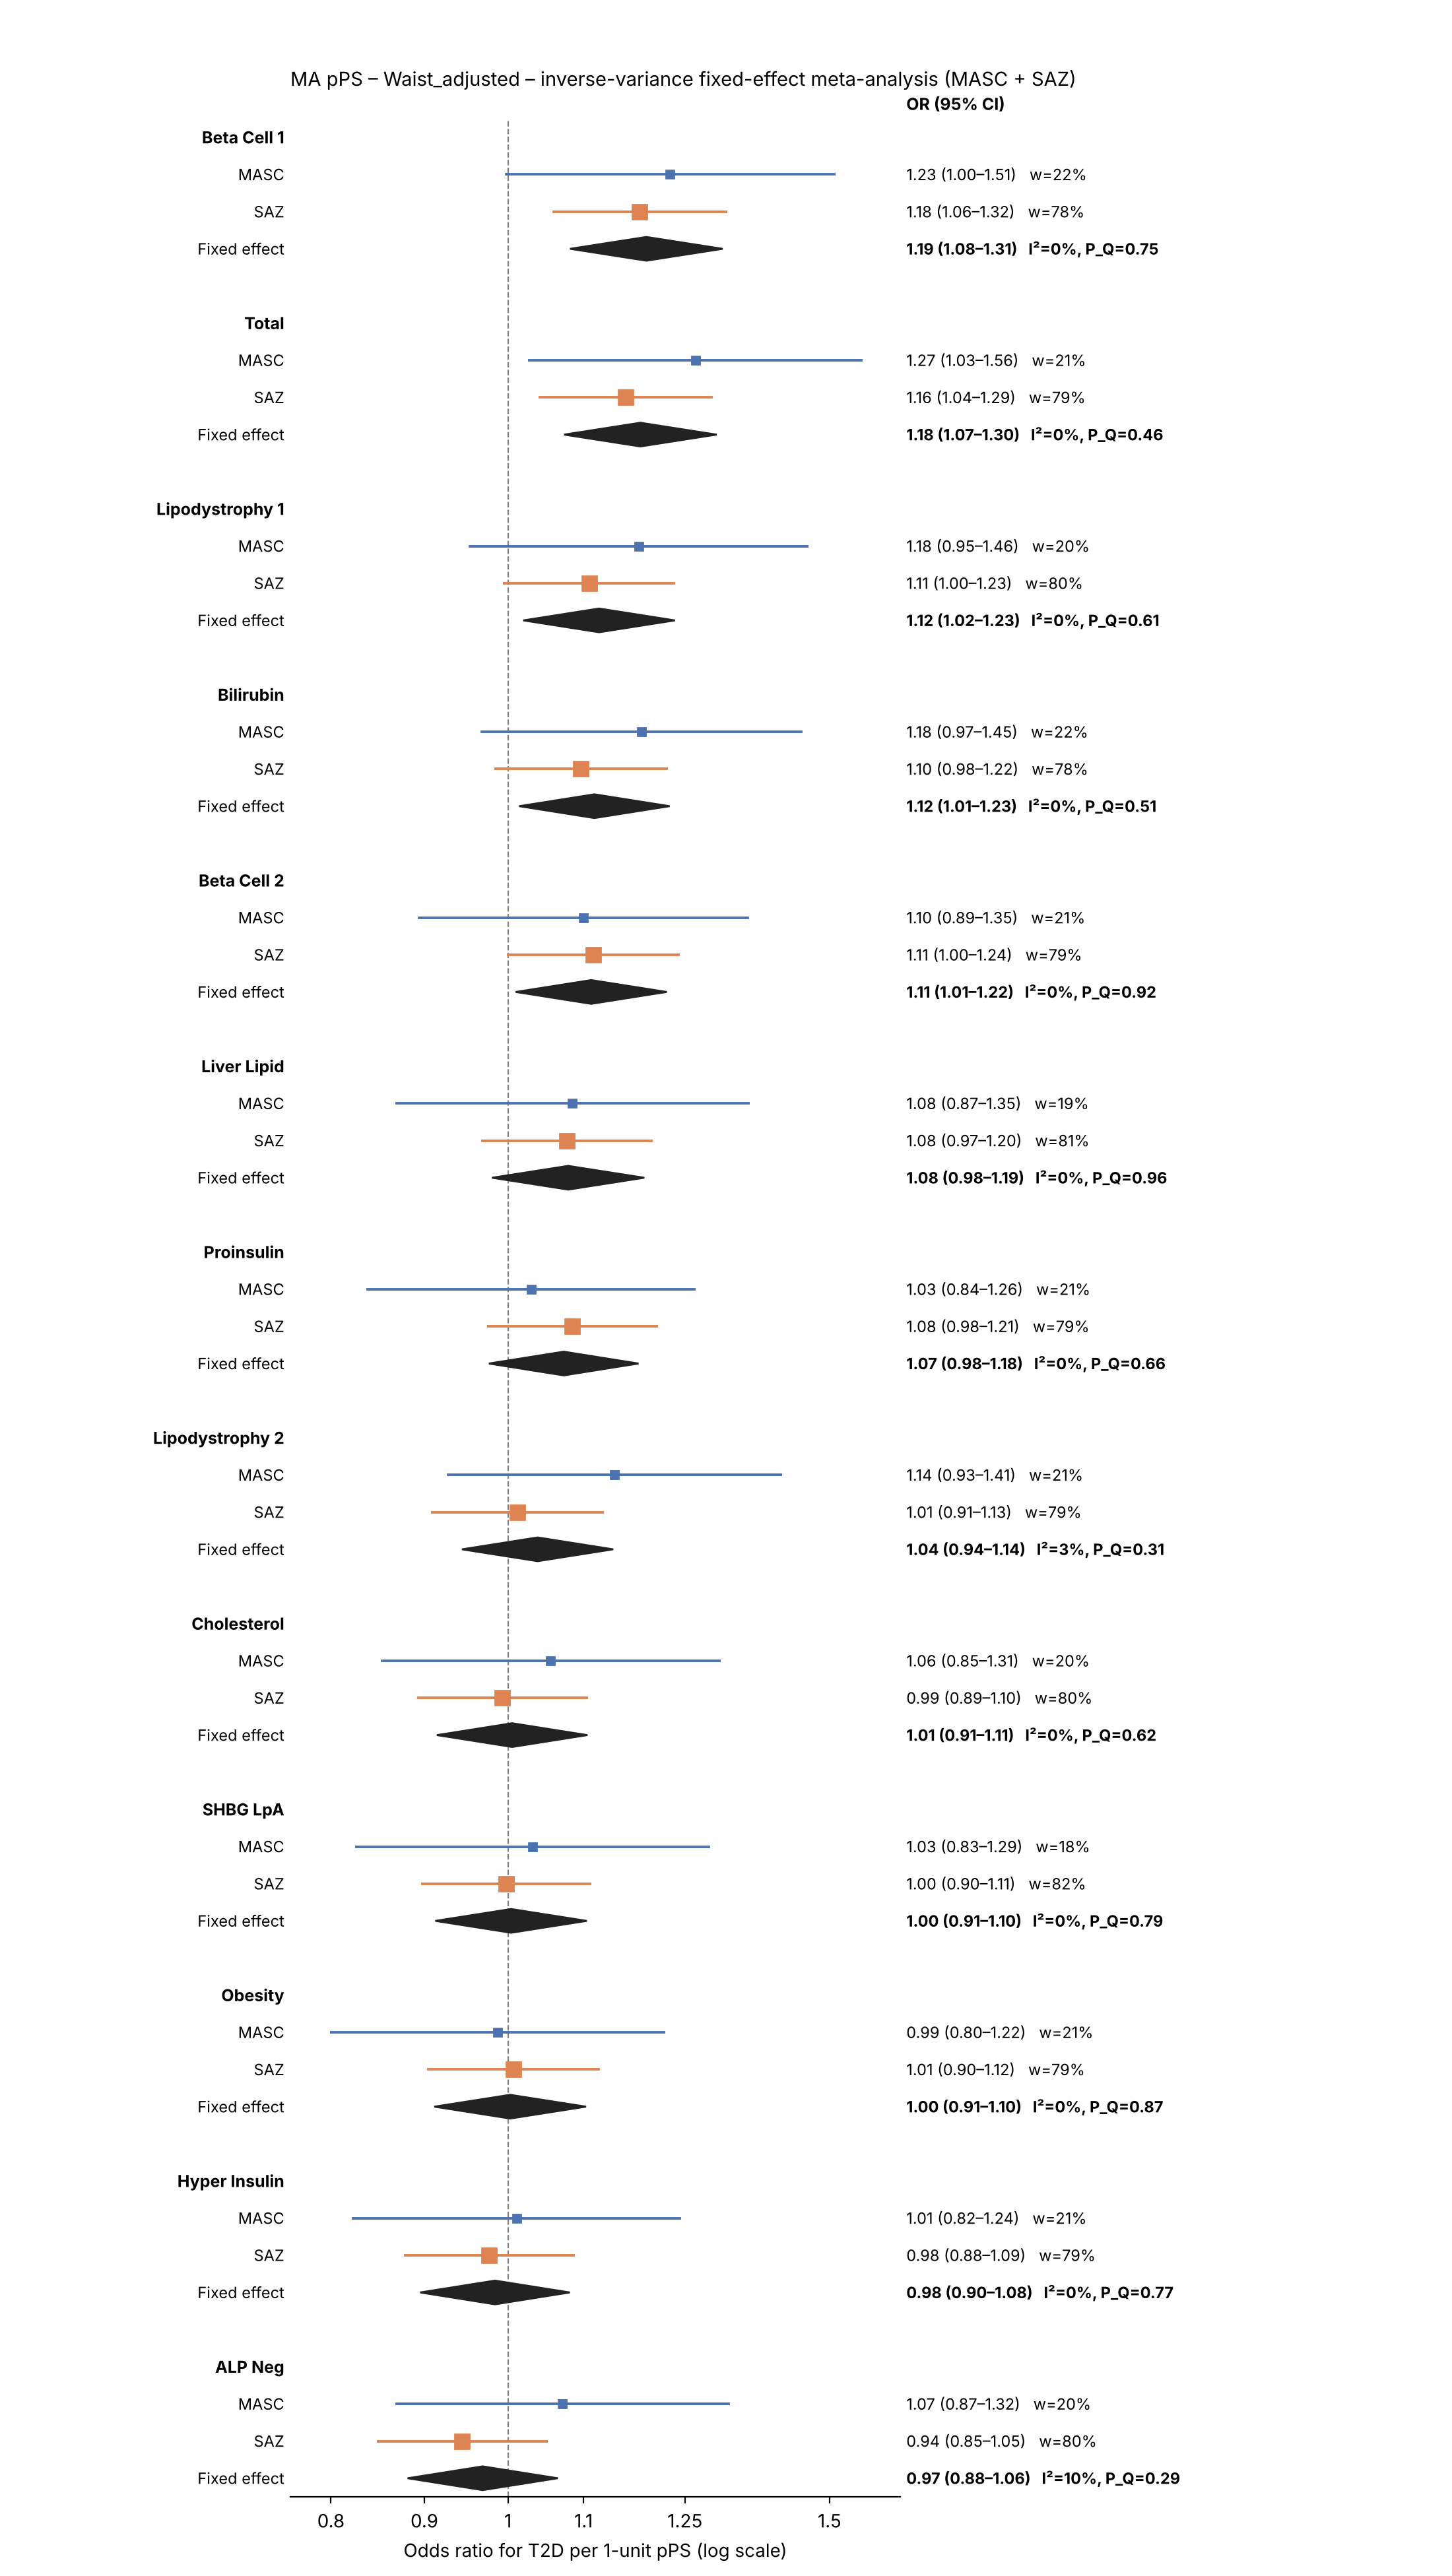 MA pPS – Waist_adjusted – inverse-variance fixed-effect meta-analysis (MASC + SAZ)
OR (95% CI)
Beta Cell 1
MASC 1.23 (1.00–1.51) w=22%
SAZ 1.18 (1.06–1.32) w=78%
Fixed effect 1.19 (1.08–1.31) I²=0%, P_Q=0.75
Total
MASC 1.27 (1.03–1.56) w=21%
SAZ 1.16 (1.04–1.29) w=79%
Fixed effect 1.18 (1.07–1.30) I²=0%, P_Q=0.46
Lipodystrophy 1
MASC 1.18 (0.95–1.46) w=20%
SAZ 1.11 (1.00–1.23) w=80%
Fixed effect 1.12 (1.02–1.23) I²=0%, P_Q=0.61
Bilirubin
MASC 1.18 (0.97–1.45) w=22%
SAZ 1.10 (0.98–1.22) w=78%
Fixed effect 1.12 (1.01–1.23) I²=0%, P_Q=0.51
Beta Cell 2
MASC 1.10 (0.89–1.35) w=21%
SAZ 1.11 (1.00–1.24) w=79%
Fixed effect 1.11 (1.01–1.22) I²=0%, P_Q=0.92
Liver Lipid
MASC 1.08 (0.87–1.35) w=19%
SAZ 1.08 (0.97–1.20) w=81%
Fixed effect 1.08 (0.98–1.19) I²=0%, P_Q=0.96
Proinsulin
MASC 1.03 (0.84–1.26) w=21%
SAZ 1.08 (0.98–1.21) w=79%
Fixed effect 1.07 (0.98–1.18) I²=0%, P_Q=0.66
Lipodystrophy 2
MASC 1.14 (0.93–1.41) w=21%
SAZ 1.01 (0.91–1.13) w=79%
Fixed effect 1.04 (0.94–1.14) I²=3%, P_Q=0.31
Cholesterol
MASC 1.06 (0.85–1.31) w=20%
SAZ 0.99 (0.89–1.10) w=80%
Fixed effect 1.01 (0.91–1.11) I²=0%, P_Q=0.62
SHBG LpA
MASC 1.03 (0.83–1.29) w=18%
SAZ 1.00 (0.90–1.11) w=82%
Fixed effect 1.00 (0.91–1.10) I²=0%, P_Q=0.79
Obesity
MASC 0.99 (0.80–1.22) w=21%
SAZ 1.01 (0.90–1.12) w=79%
Fixed effect 1.00 (0.91–1.10) I²=0%, P_Q=0.87
Hyper Insulin
MASC 1.01 (0.82–1.24) w=21%
SAZ 0.98 (0.88–1.09) w=79%
Fixed effect 0.98 (0.90–1.08) I²=0%, P_Q=0.77
ALP Neg
MASC 1.07 (0.87–1.32) w=20%
SAZ 0.94 (0.85–1.05) w=80%
Fixed effect 0.97 (0.88–1.06) I²=10%, P_Q=0.29
0.8 0.9 1 1.1 1.25 1.5
Odds ratio for T2D per 1-unit pPS (log scale)